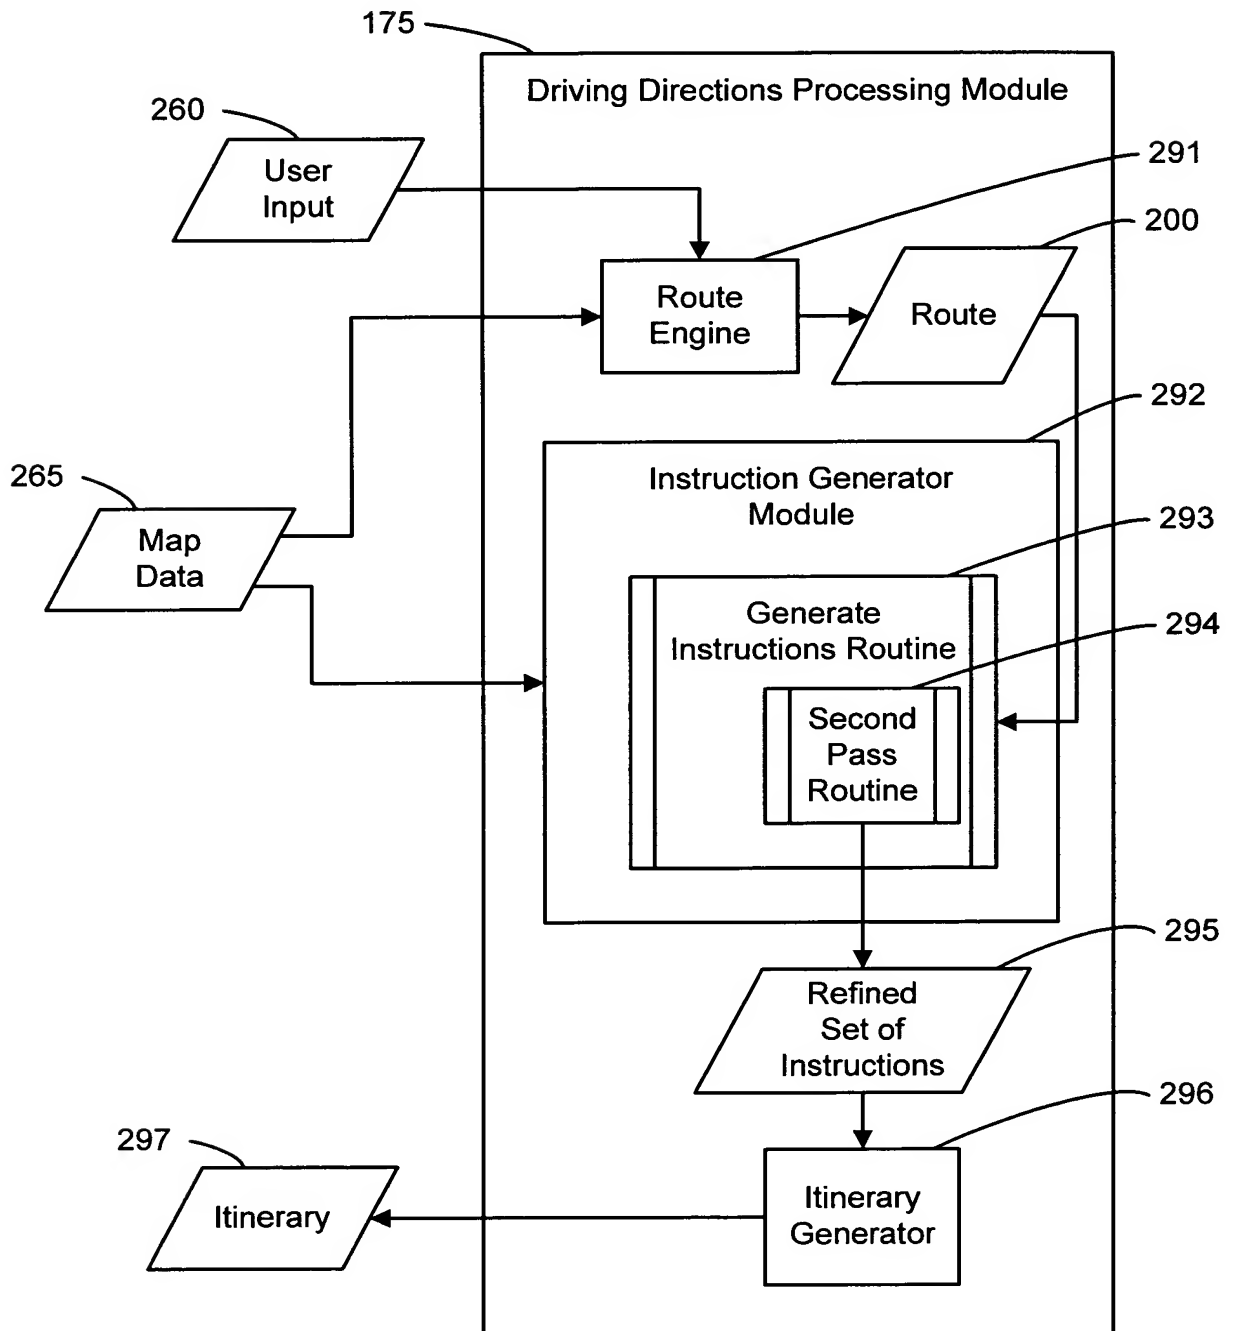 175
Driving Directions Processing Module
260
User
Input
291
200
Route
Engine
Route
292
265
Map
Data
Instruction Generator
Module
293
Generate
Instructions Routine
294
Second
Pass
Routine
295
Refined
Set of
Instructions
296
297
Itinerary
Itinerary
Generator